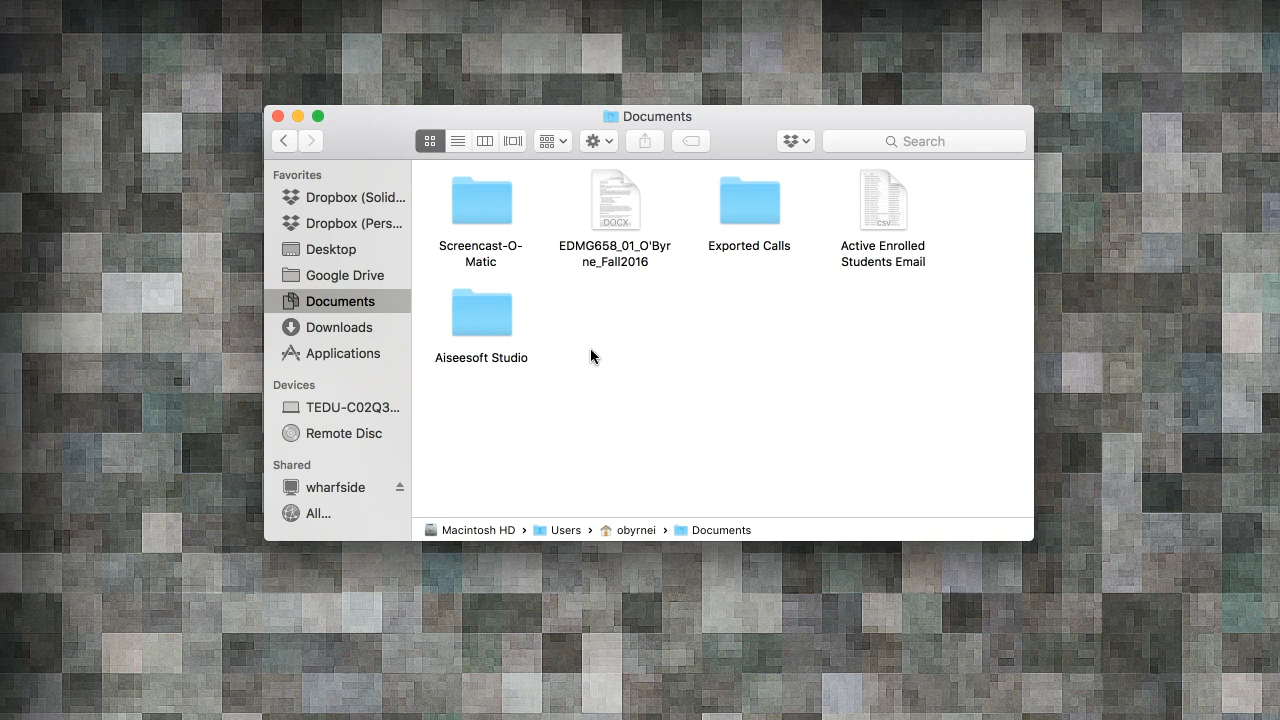 Documents
Search
Favorites
Dropbox (Solid...
Dropbox (Pers...
Desktop
Google Drive
Documents
Downloads
Applications
Devices
TEDU-C02Q3...
Remote Disc
Shared
wharfside
All...
Screencast-O-
Matic
DOCX
EDMG658_01_O'Byr
ne_Fall2016
Exported Calls
CSV
Active Enrolled
Students Email
Aiseesoft Studio
Macintosh HD › Users › obyrnei › Documents